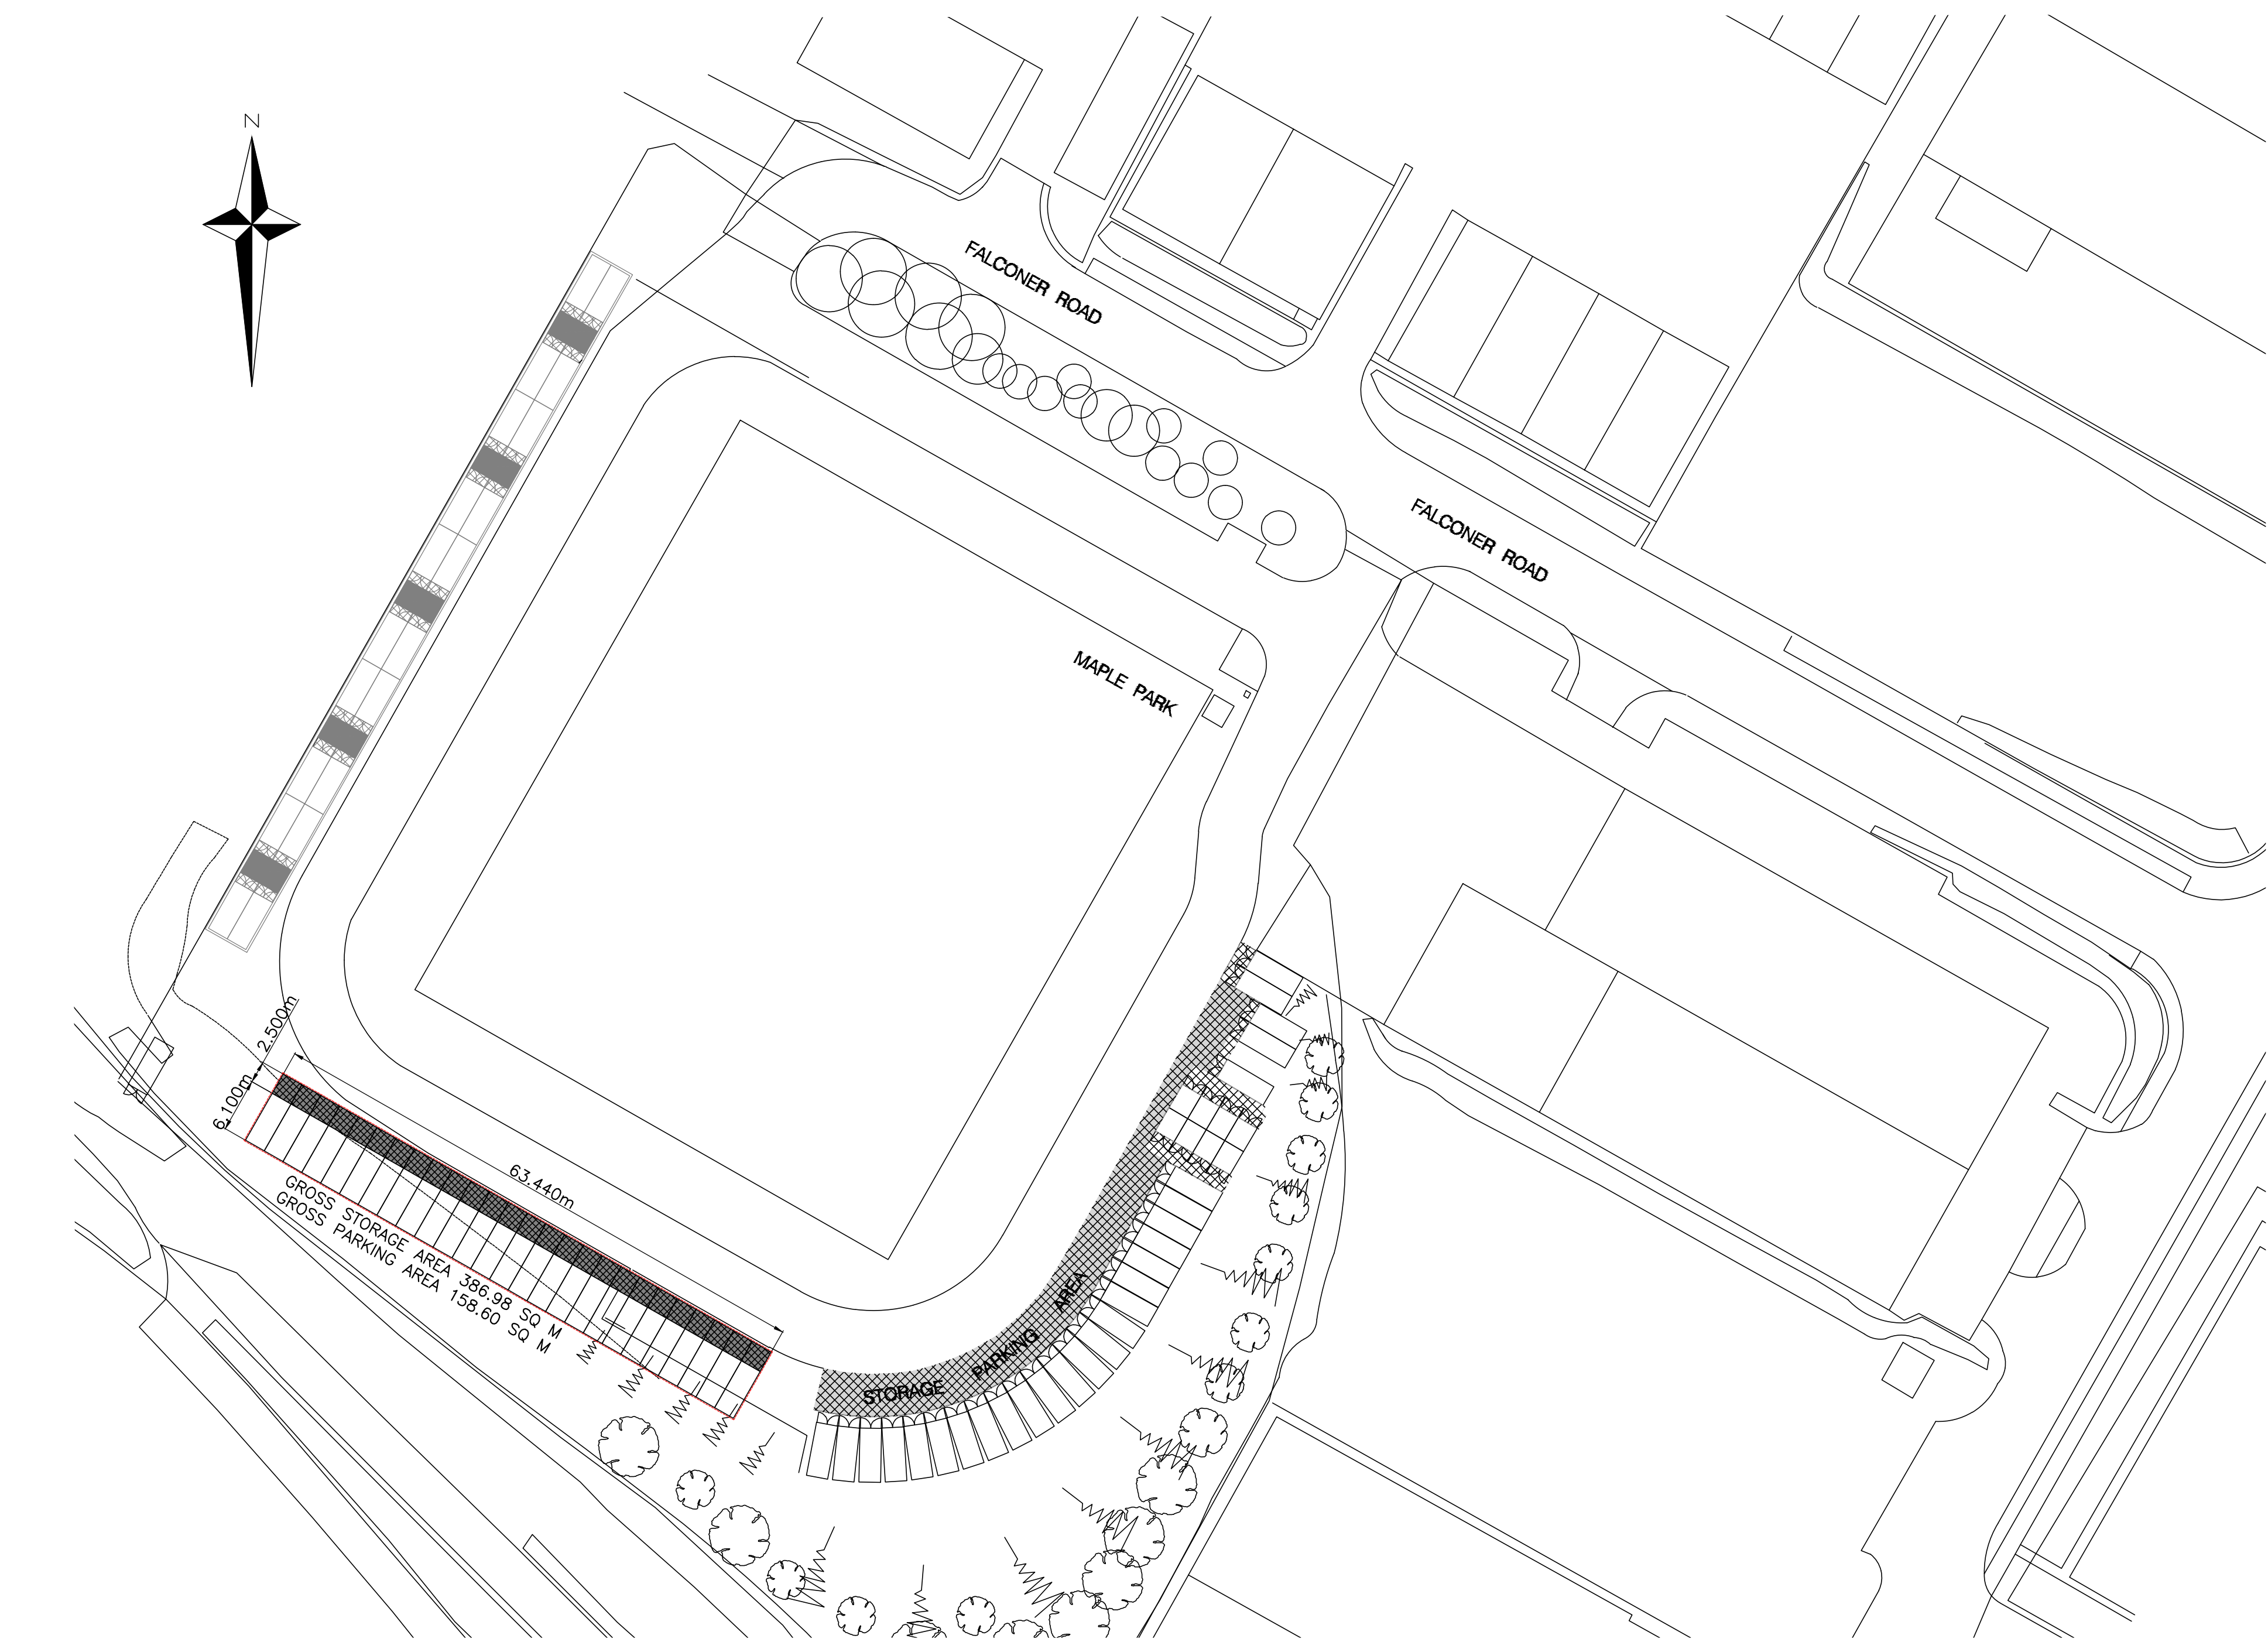 N
FALCONER ROAD
FALCONER ROAD
MAPLE PARK
2.500m
6.100m
63.440m
GROSS STORAGE AREA 386.98 SQ M
GROSS PARKING AREA 158.60 SQ M
STORAGE PARKING AREA